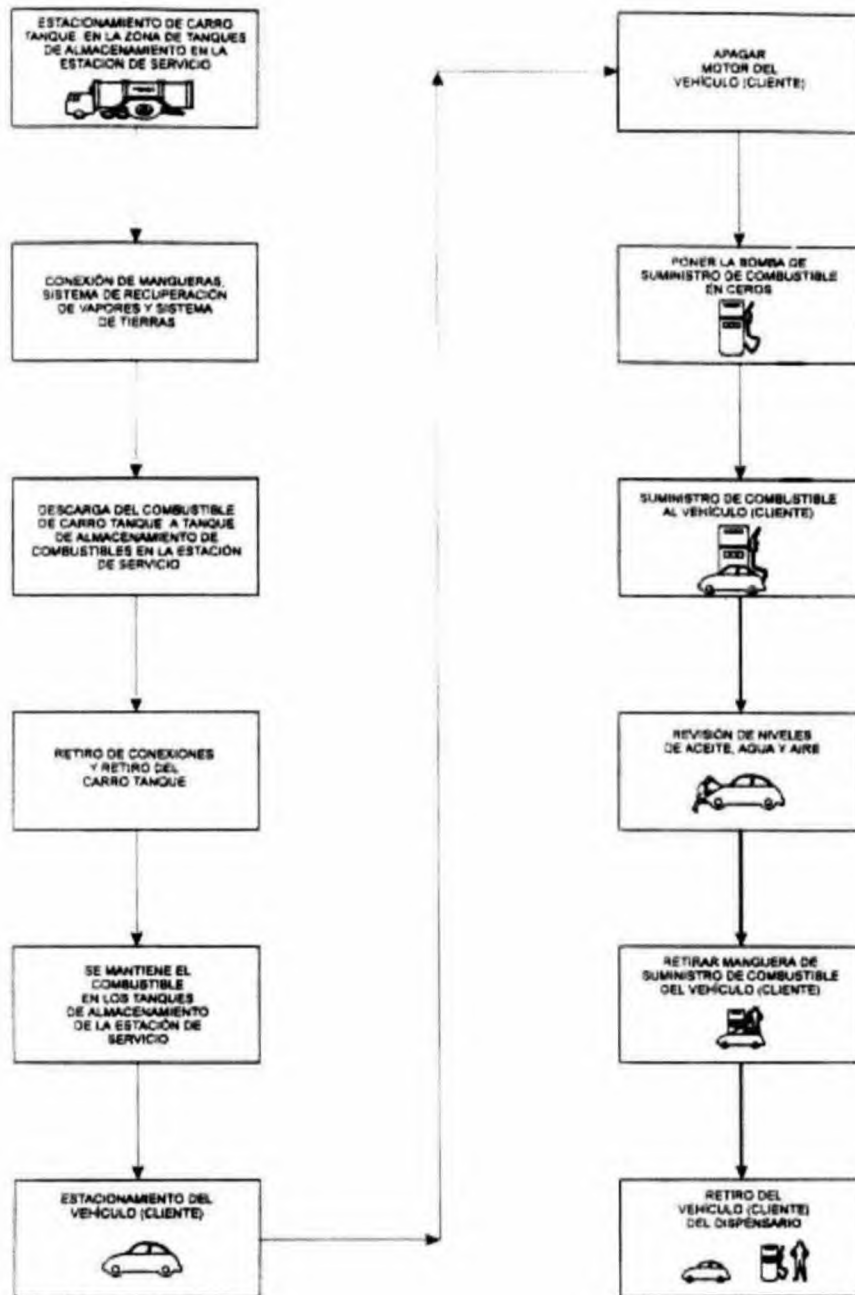 ESTACIONAMIENTO DE CARRO
TANQUE EN LA ZONA DE TANQUES
DE ALMACENAMIENTO EN LA
ESTACION DE SERVICIO
CONEXIÓN DE MANGUERAS,
SISTEMA DE RECUPERACIÓN
DE VAPORES Y SISTEMA
DE TIERRAS
DESCARGA DEL COMBUSTIBLE
DE CARRO TANQUE A TANQUE
DE ALMACENAMIENTO DE
COMBUSTIBLES EN LA ESTACIÓN
DE SERVICIO
RETIRO DE CONEXIONES
Y RETIRO DEL
CARRO TANQUE
SE MANTIENE EL
COMBUSTIBLE
EN LOS TANQUES
DE ALMACENAMIENTO
DE LA ESTACIÓN DE
SERVICIO
ESTACIONAMIENTO DEL
VEHÍCULO (CLIENTE)
APAGAR
MOTOR DEL
VEHÍCULO (CLIENTE)
PONER LA BOMBA DE
SUMINISTRO DE COMBUSTIBLE
EN CEROS
SUMINISTRO DE COMBUSTIBLE
AL VEHÍCULO (CLIENTE)
REVISIÓN DE NIVELES
DE ACEITE, AGUA Y AIRE
RETIRAR MANGUERA DE
SUMINISTRO DE COMBUSTIBLE
DEL VEHÍCULO (CLIENTE)
RETIRO DEL
VEHÍCULO (CLIENTE)
DEL DISPENSARIO